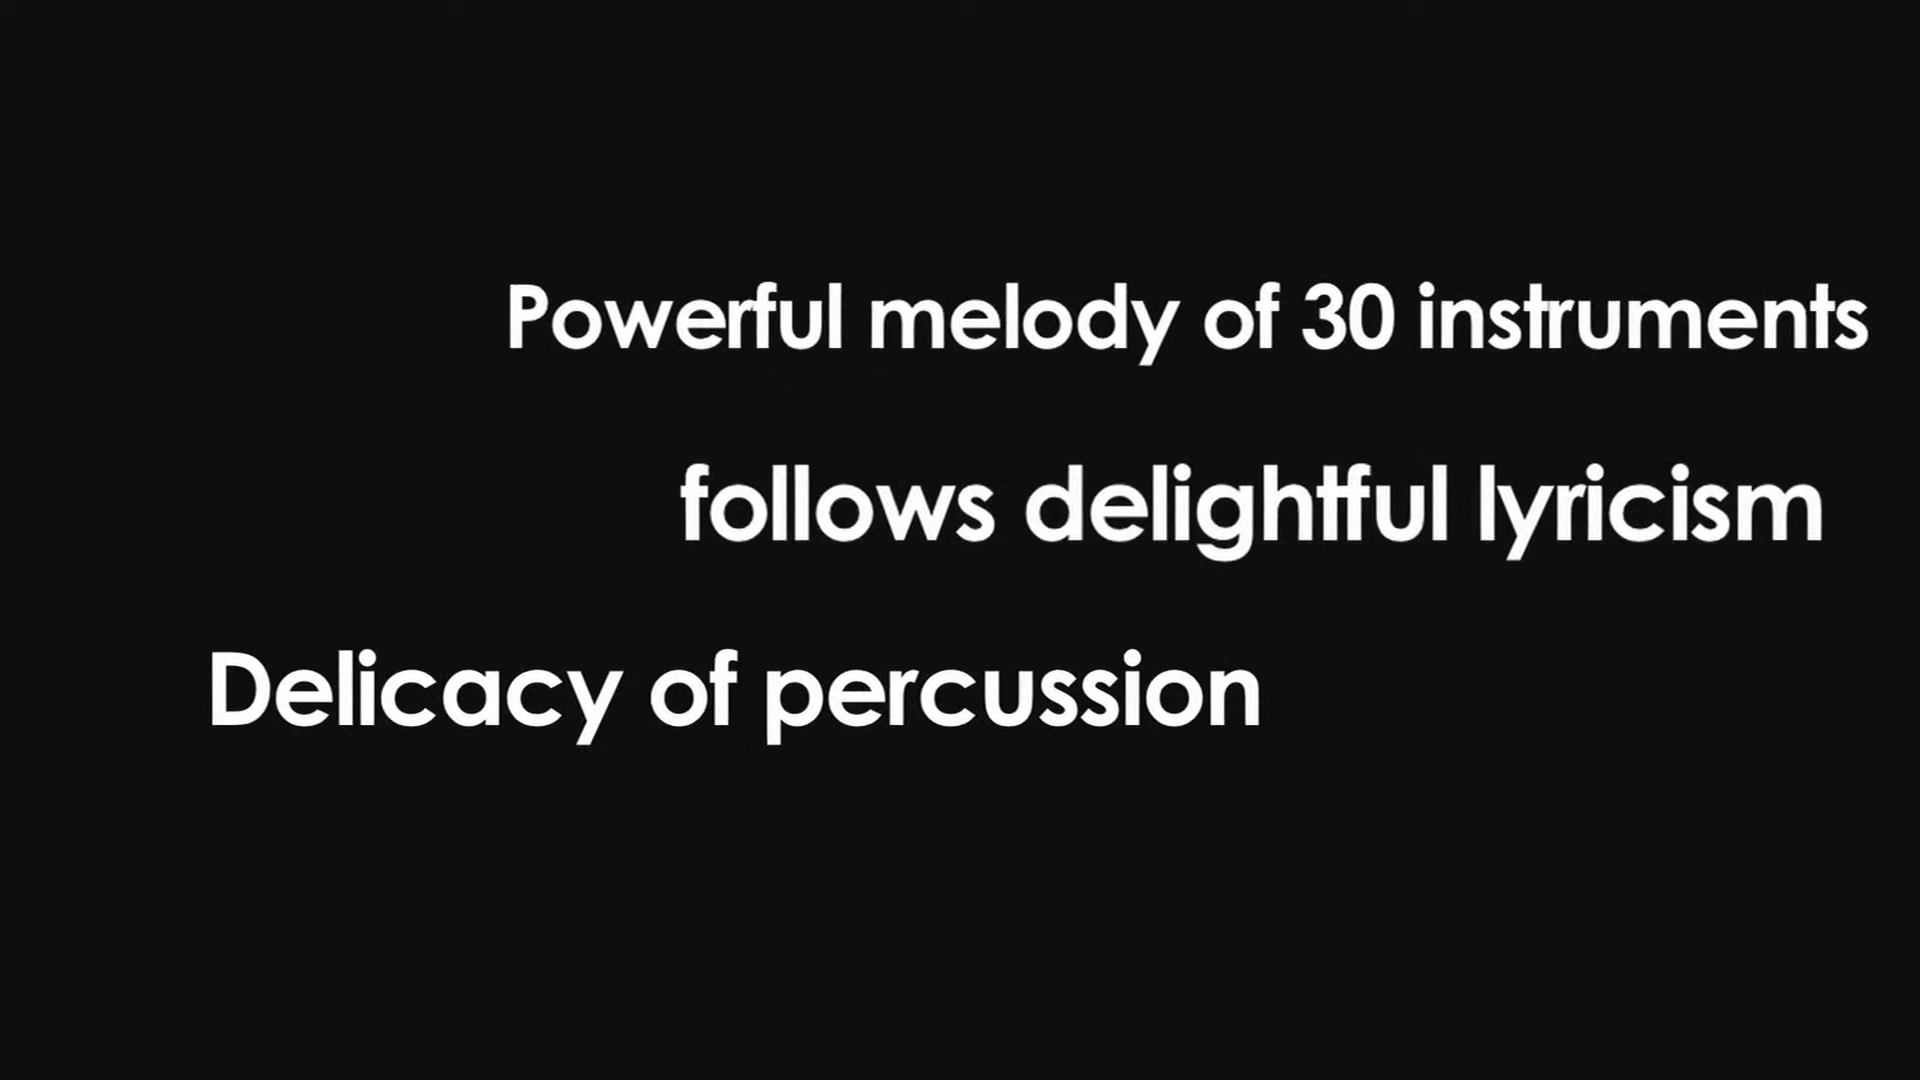 Powerful melody of 30 instruments
follows delightful lyricism
Delicacy of percussion